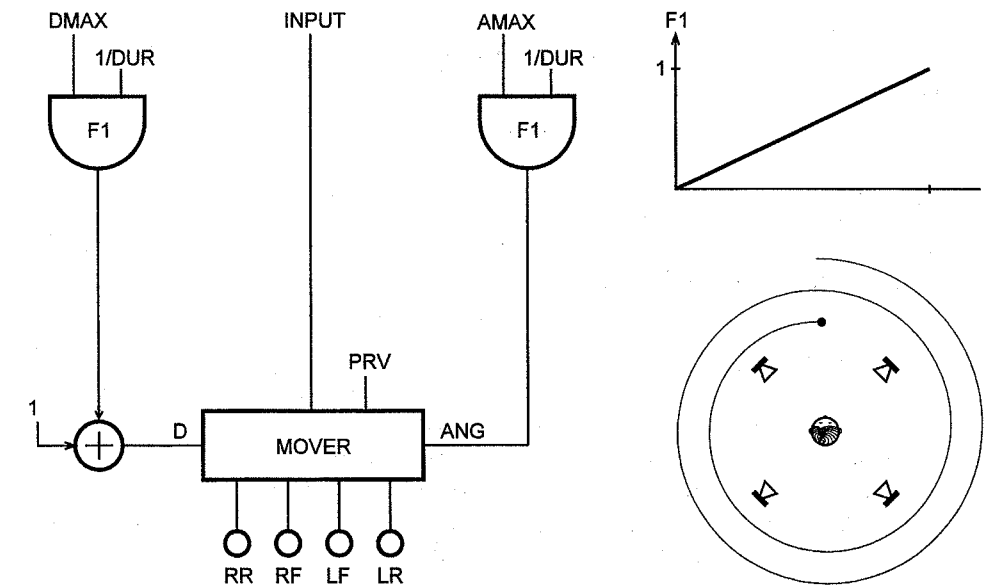 DMAX
INPUT
AMAX
1/DUR
1/DUR
F1
F1
F1
1
PRV
1
D
MOVER
ANG
RR
RF
LF
LR